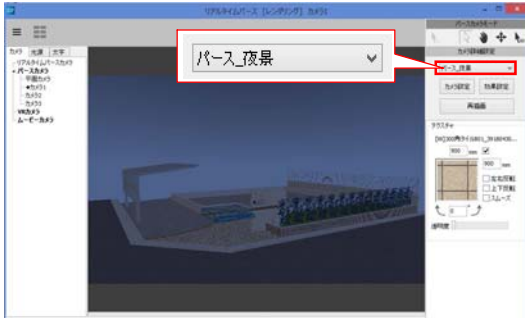 リアルタイムパース [レンダリング] カメラ1
カメラ 光源 文字
リアルタイムパースカメラ
パースカメラ
平面カメラ
カメラ1
カメラ2
カメラ3
VRカメラ
ムービーカメラ
パース_夜景
パースカメラモード
カメラ詳細設定
パース_夜景
カメラ設定 効果設定
再描画
テクスチャ
900 mm
900 mm
左右反転
上下反転
スムーズ
0
透明度